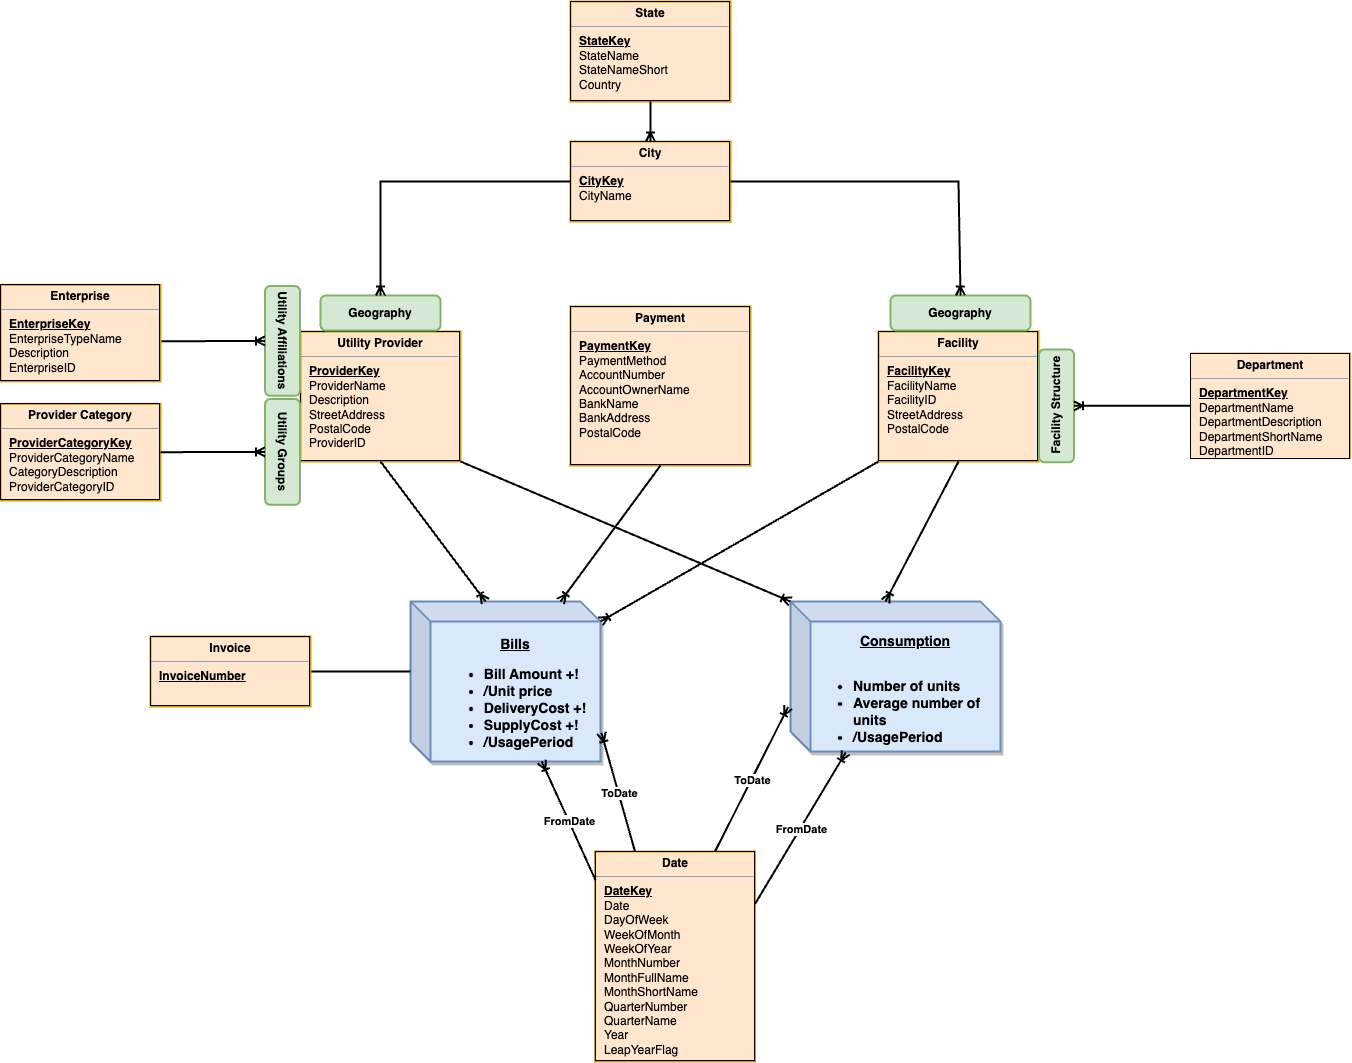 State
StateKey
StateName
StateNameShort
Country
City
CityKey
CityName
Enterprise
EnterpriseKey
EnterpriseTypeName
Description
EnterpriseID
Provider Category
ProviderCategoryKey
ProviderCategoryName
CategoryDescription
ProviderCategoryID
Utility Affiliations
Utility Groups
Geography
Utility Provider
ProviderKey
ProviderName
Description
StreetAddress
PostalCode
ProviderID
Payment
PaymentKey
PaymentMethod
AccountNumber
AccountOwnerName
BankName
BankAddress
PostalCode
Geography
Facility
FacilityKey
FacilityName
FacilityID
StreetAddress
PostalCode
Facility Structure
Department
DepartmentKey
DepartmentName
DepartmentDescription
DepartmentShortName
DepartmentID
Invoice
InvoiceNumber
Bills
• Bill Amount +!
• /Unit price
• DeliveryCost +!
• SupplyCost +!
• /UsagePeriod
Consumption
• Number of units
• Average number of
units
• /UsagePeriod
ToDate
FromDate
ToDate
FromDate
Date
DateKey
Date
DayOfWeek
WeekOfMonth
WeekOfYear
MonthNumber
MonthFullName
MonthShortName
QuarterNumber
QuarterName
Year
LeapYearFlag